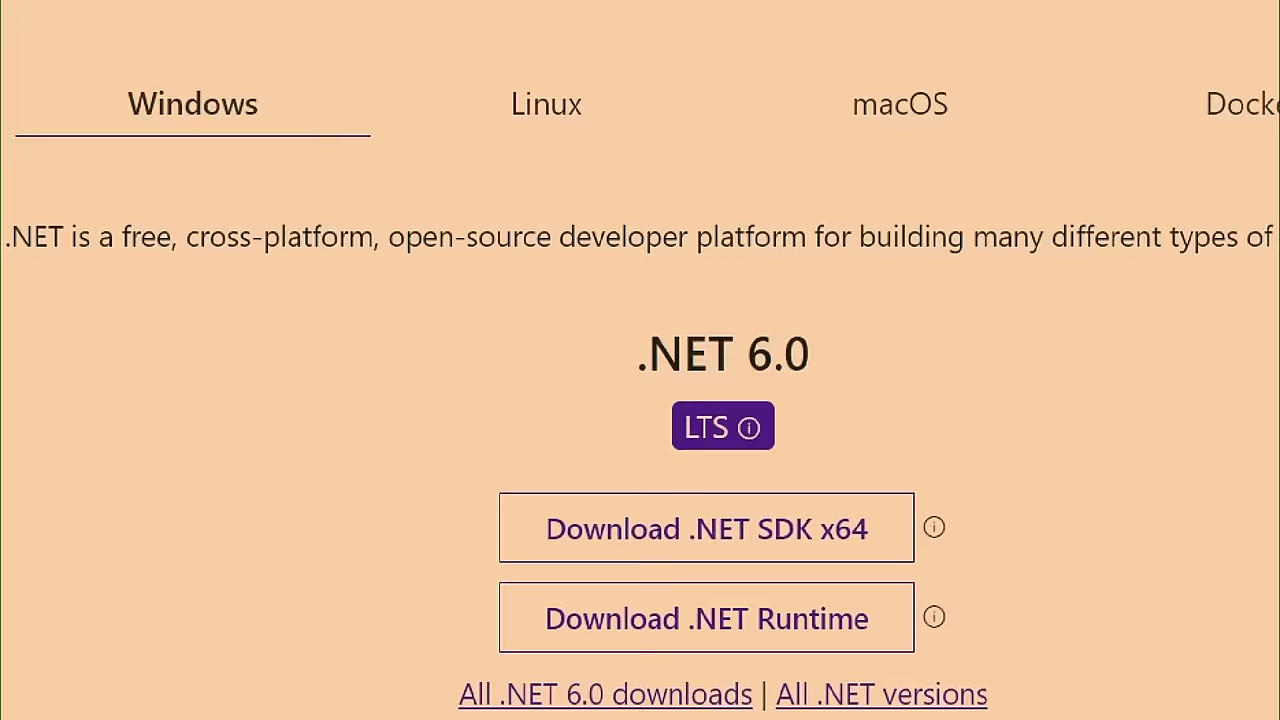 Windows Linux macOS
.NET is a free, cross-platform, open-source developer platform for building many different types of
.NET 6.0
LTS
Download .NET SDK x64
Download .NET Runtime
All .NET 6.0 downloads | All .NET versions